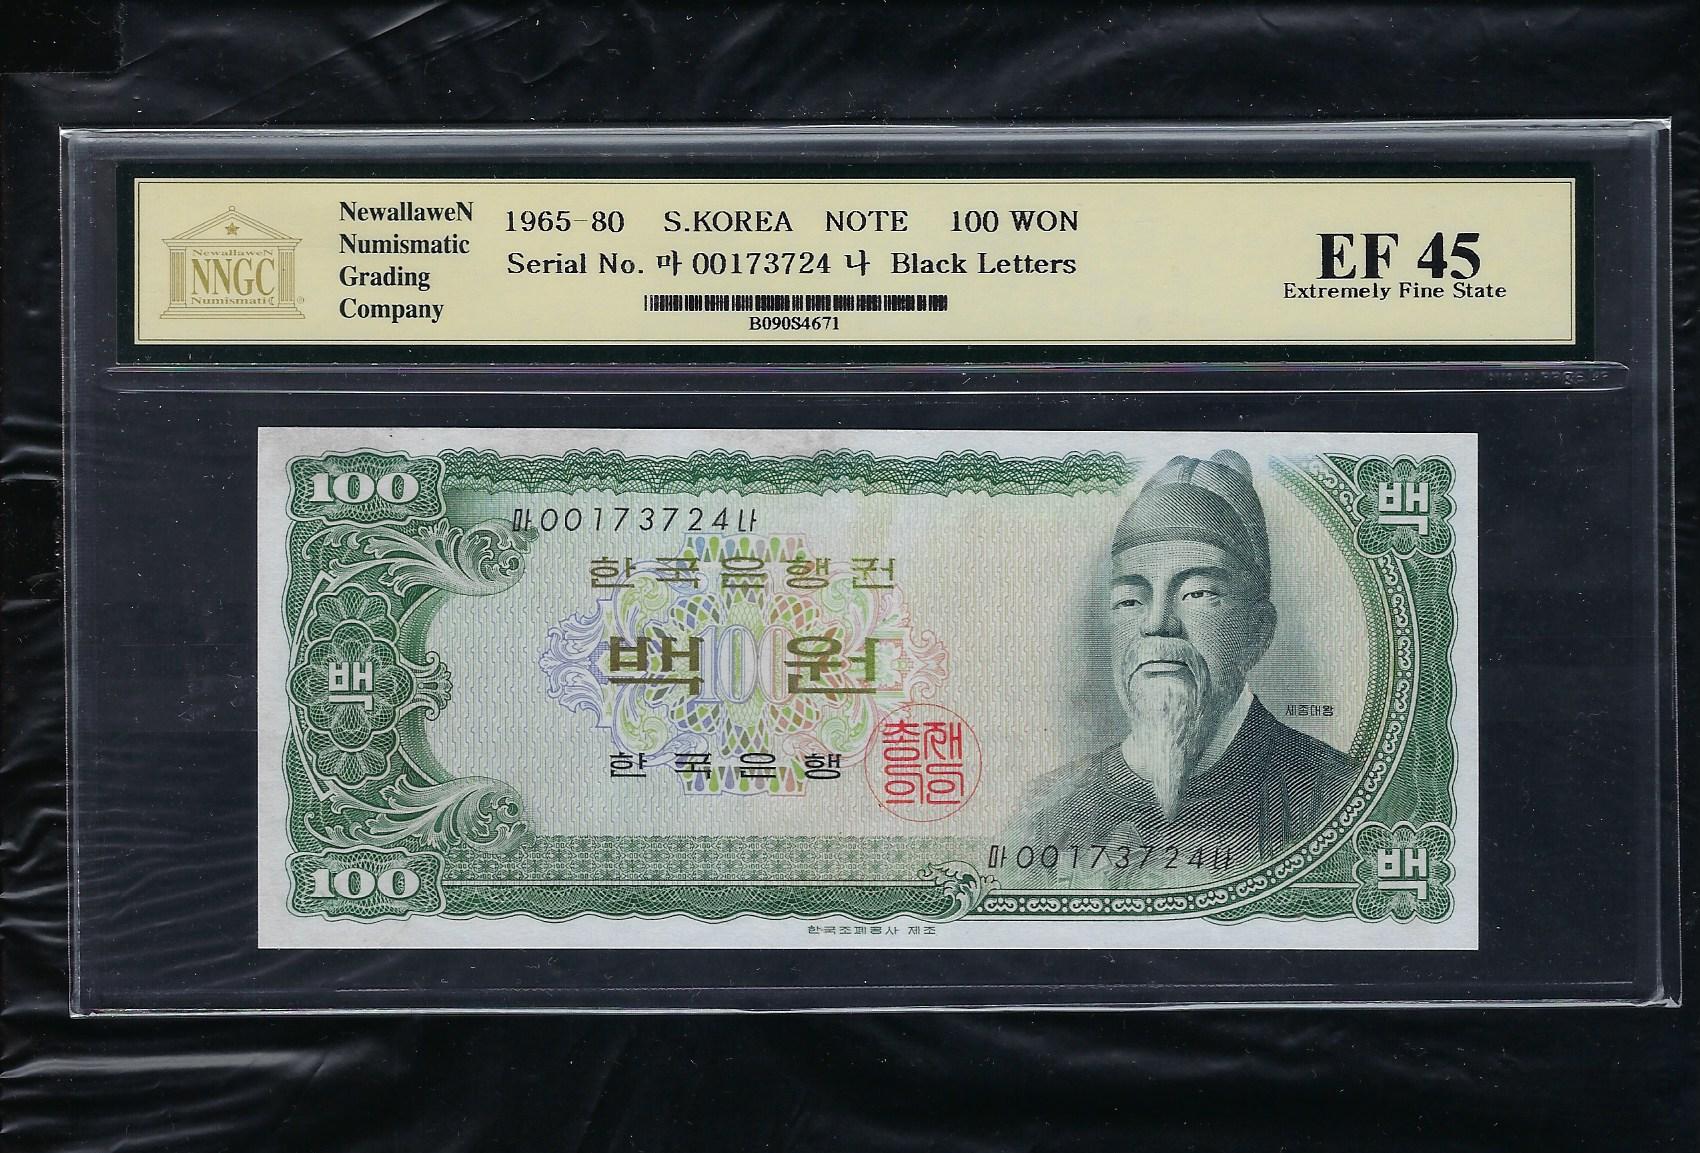 NewallaweN
Numismatic
Grading
Company
NewallaweN
NNGC
Numismatic
1965-80 S.KOREA NOTE 100 WON
Serial No. 마 00173724 나 Black Letters
B090S4671
EF 45
Extremely Fine State
100
백
마00173724나
한국은행권
백 100 원
백
세종대왕
한국은행
총재의인
마00173724나
100
백
한국조폐공사 제조